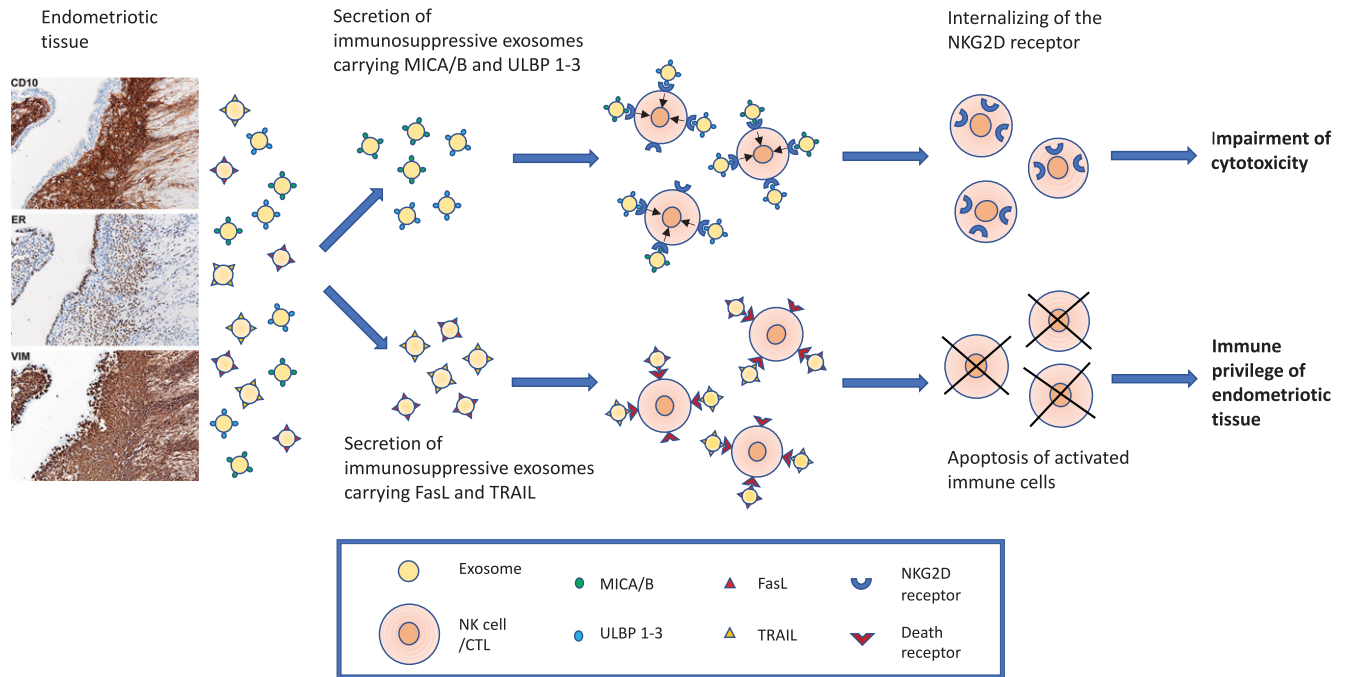 Endometriotic
tissue
CD10
ER
VIM
Secretion of
immunosuppressive exosomes
carrying MICA/B and ULBP 1-3
Internalizing of the
NKG2D receptor
Impairment of
cytotoxicity
Secretion of
immunosuppressive exosomes
carrying FasL and TRAIL
Apoptosis of activated
immune cells
Immune
privilege of
endometriotic
tissue
Exosome
NK cell
/CTL
MICA/B
ULBP 1-3
FasL
TRAIL
NKG2D
receptor
Death
receptor